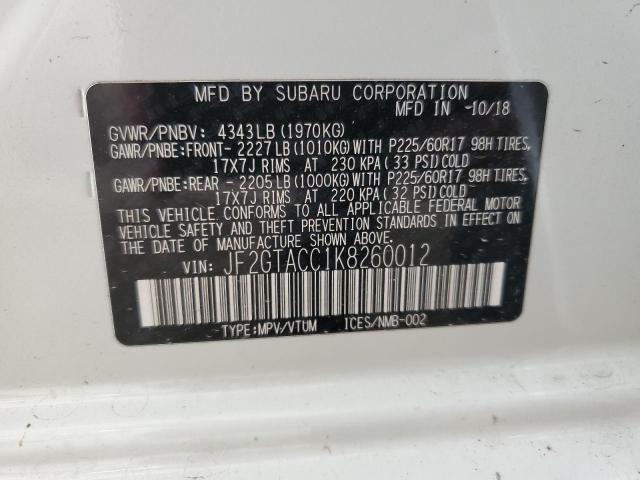 MFD BY SUBARU CORPORATION
MFD IN 10/18
GVWR/PNBV: 4343LB(1970KG)
GAWR/PNBE:FRONT- 2227LB(1010KG)WITH P225/60R17 98H TIRES,
17X7J RIMS AT 230 KPA(33 PSI)COLD
GAWR/PNBE:REAR - 2205LB(1000KG)WITH P225/60R17 98H TIRES,
17X7J RIMS AT 220 KPA(32 PSI)COLD
THIS VEHICLE CONFORMS TO ALL APPLICABLE FEDERAL MOTOR
VEHICLE SAFETY AND THEFT PREVENTION STANDARDS IN EFFECT ON
THE DATE OF MANUFACTURE SHOWN ABOVE.
VIN: JF2GTACC1K8260012
TYPE:MPV/VTUM ICES/NMB-002